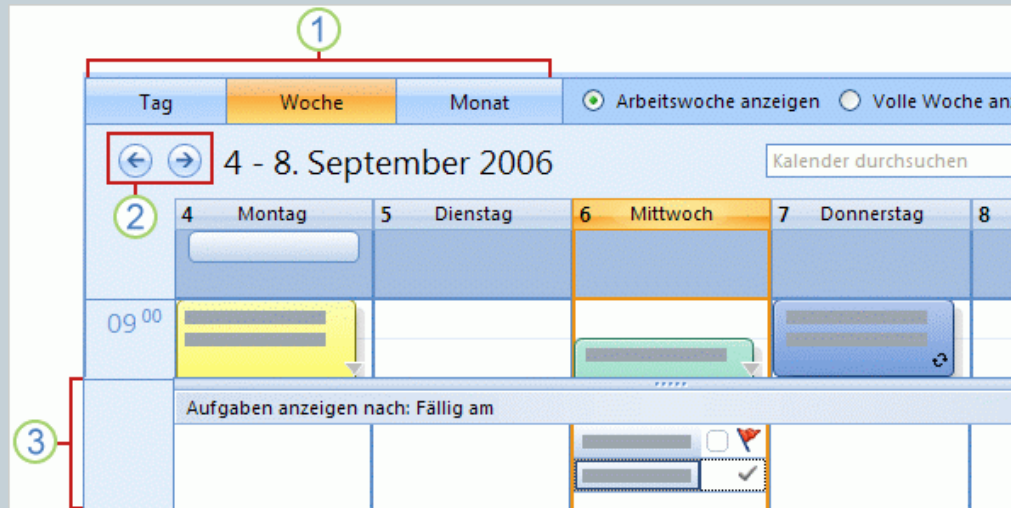 1
Tag Woche Monat Arbeitswoche anzeigen Volle Woche an
4 - 8. September 2006 Kalender durchsuchen
2
4 Montag 5 Dienstag 6 Mittwoch 7 Donnerstag 8
09 00
Aufgaben anzeigen nach: Fällig am
3